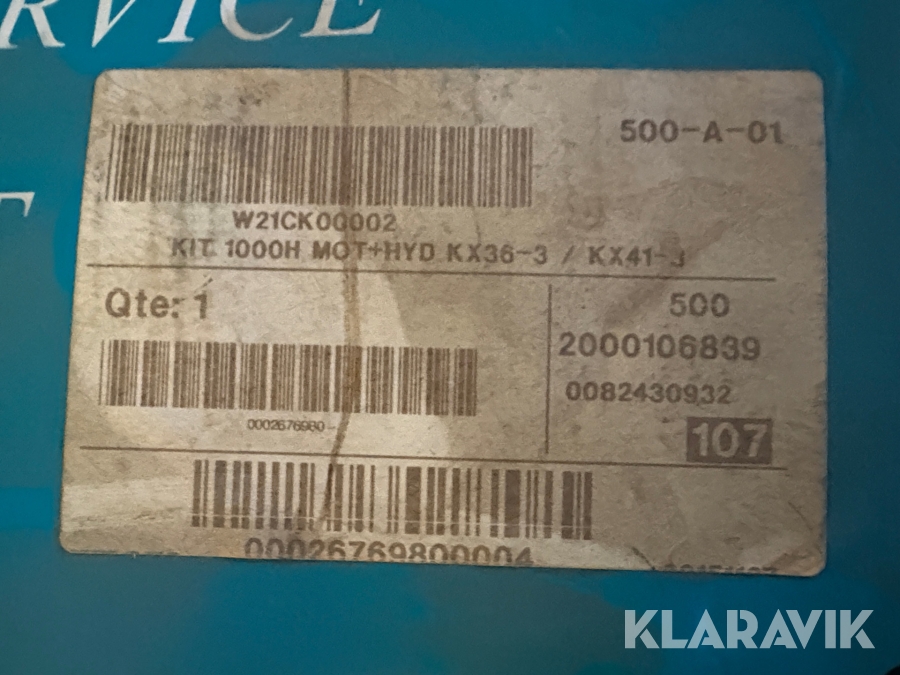 500-A-01
W21CK00002
KIT 1000H MOT+HYD KX36-3 / KX41-3
Qte: 1
500
2000106839
0082430932
0002676980
107
00026769800004
KLARAVIK